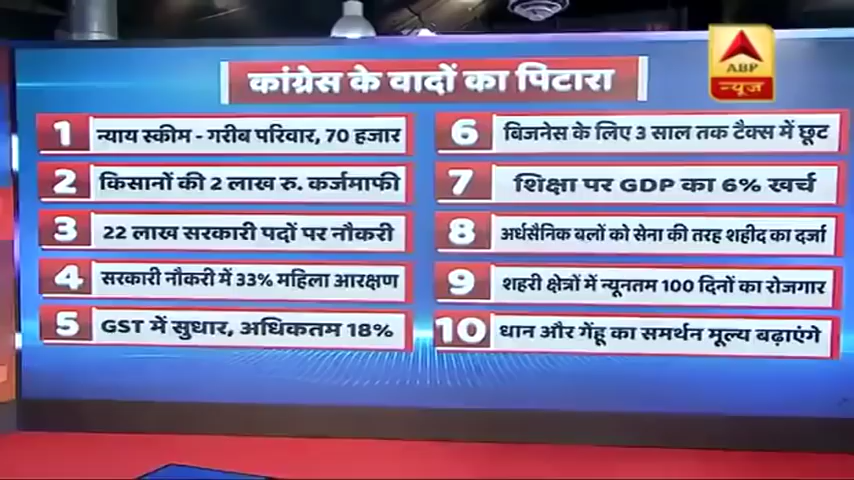 कांग्रेस के वादों का पिटारा
ABP
न्यूज़
1 न्याय स्कीम - गरीब परिवार, 70 हजार
2 किसानों की 2 लाख रु. कर्जमाफी
3 22 लाख सरकारी पदों पर नौकरी
4 सरकारी नौकरी में 33% महिला आरक्षण
5 GST में सुधार, अधिकतम 18%
6 बिजनेस के लिए 3 साल तक टैक्स में छूट
7 शिक्षा पर GDP का 6% खर्च
8 अर्धसैनिक बलों को सेना की तरह शहीद का दर्जा
9 शहरी क्षेत्रों में न्यूनतम 100 दिनों का रोजगार
10 धान और गेंहू का समर्थन मूल्य बढ़ाएंगे